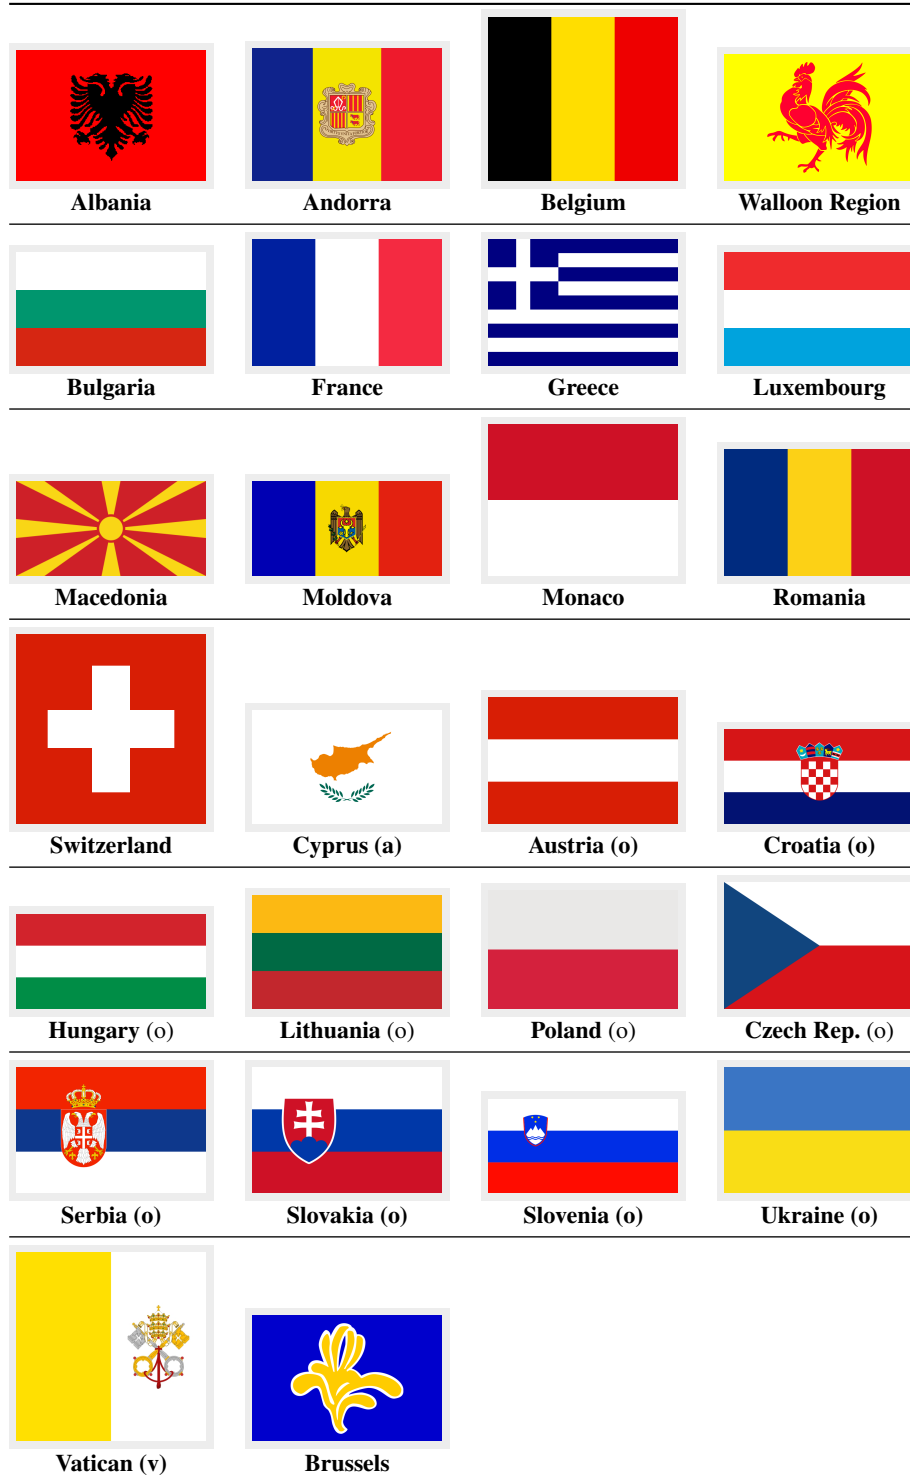 Albania Andorra Belgium Walloon Region
Bulgaria France Greece Luxembourg
Macedonia Moldova Monaco Romania
Switzerland Cyprus (a) Austria (o) Croatia (o)
Hungary (o) Lithuania (o) Poland (o) Czech Rep. (o)
Serbia (o) Slovakia (o) Slovenia (o) Ukraine (o)
Vatican (v) Brussels